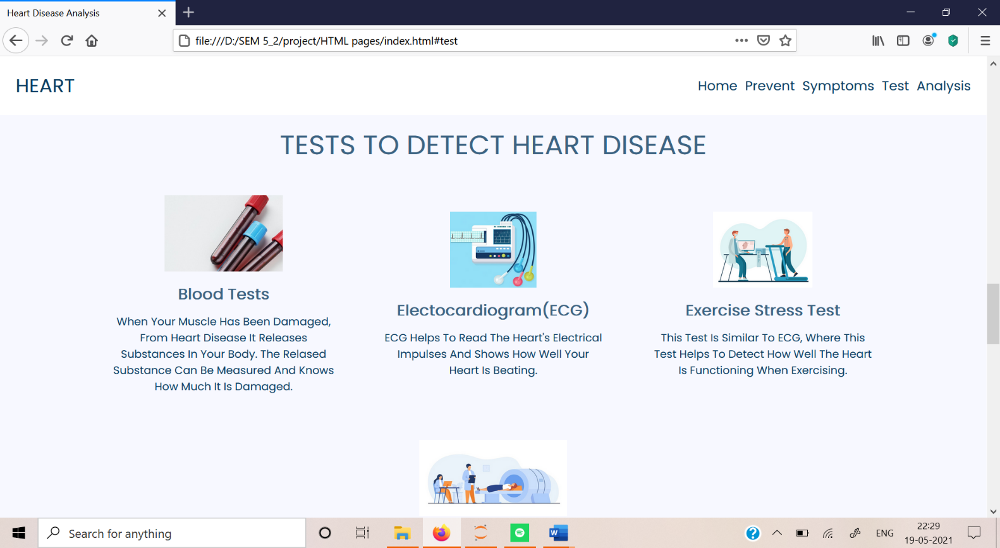 Heart Disease Analysis
file:///D:/SEM 5_2/project/HTML pages/index.html#test
HEART
Home Prevent Symptoms Test Analysis
TESTS TO DETECT HEART DISEASE
Blood Tests
When Your Muscle Has Been Damaged,
From Heart Disease It Releases
Substances In Your Body. The Relased
Substance Can Be Measured And Knows
How Much It Is Damaged.
Electocardiogram(ECG)
ECG Helps To Read The Heart's Electrical
Impulses And Shows How Well Your
Heart Is Beating.
Exercise Stress Test
This Test Is Similar To ECG, Where This
Test Helps To Detect How Well The Heart
Is Functioning When Exercising.
Search for anything
ENG
22:29
19-05-2021